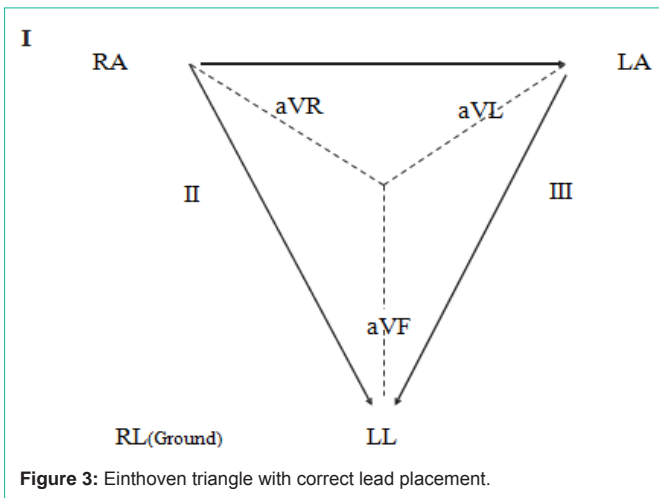 I
RA
LA
aVR
aVL
II
III
aVF
RL(Ground)
LL
Figure 3: Einthoven triangle with correct lead placement.